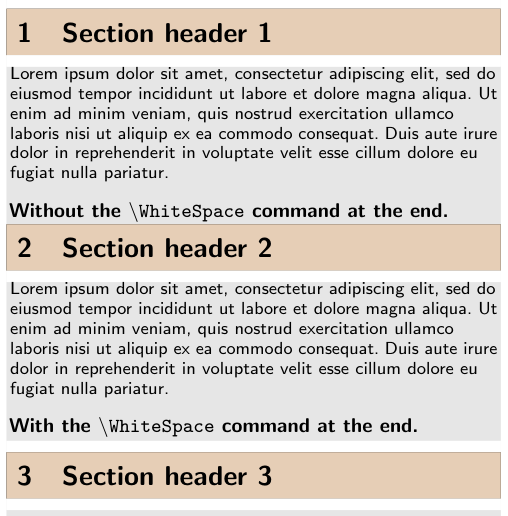 1 Section header 1
Lorem ipsum dolor sit amet, consectetur adipiscing elit, sed do
eiusmod tempor incididunt ut labore et dolore magna aliqua. Ut
enim ad minim veniam, quis nostrud exercitation ullamco
laboris nisi ut aliquip ex ea commodo consequat. Duis aute irure
dolor in reprehenderit in voluptate velit esse cillum dolore eu
fugiat nulla pariatur.
Without the \WhiteSpace command at the end.
2 Section header 2
Lorem ipsum dolor sit amet, consectetur adipiscing elit, sed do
eiusmod tempor incididunt ut labore et dolore magna aliqua. Ut
enim ad minim veniam, quis nostrud exercitation ullamco
laboris nisi ut aliquip ex ea commodo consequat. Duis aute irure
dolor in reprehenderit in voluptate velit esse cillum dolore eu
fugiat nulla pariatur.
With the \WhiteSpace command at the end.
3 Section header 3